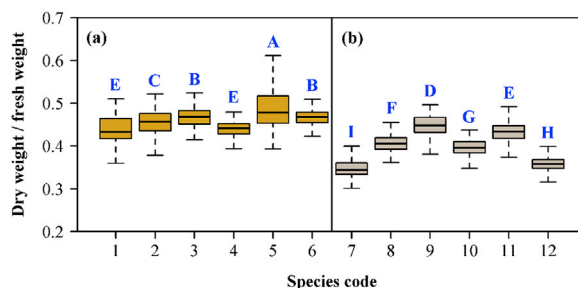 0.7
0.6
0.5
0.4
0.3
0.2
Dry weight / fresh weight
(a)
E C B E A B
(b)
I F D G E H
1 2 3 4 5 6 7 8 9 10 11 12
Species code